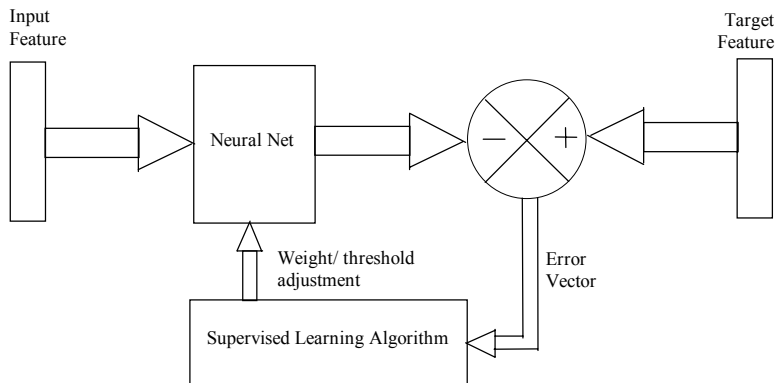 Input
Feature
Target
Feature
Neural Net
−
+
Weight/ threshold
adjustment
Error
Vector
Supervised Learning Algorithm